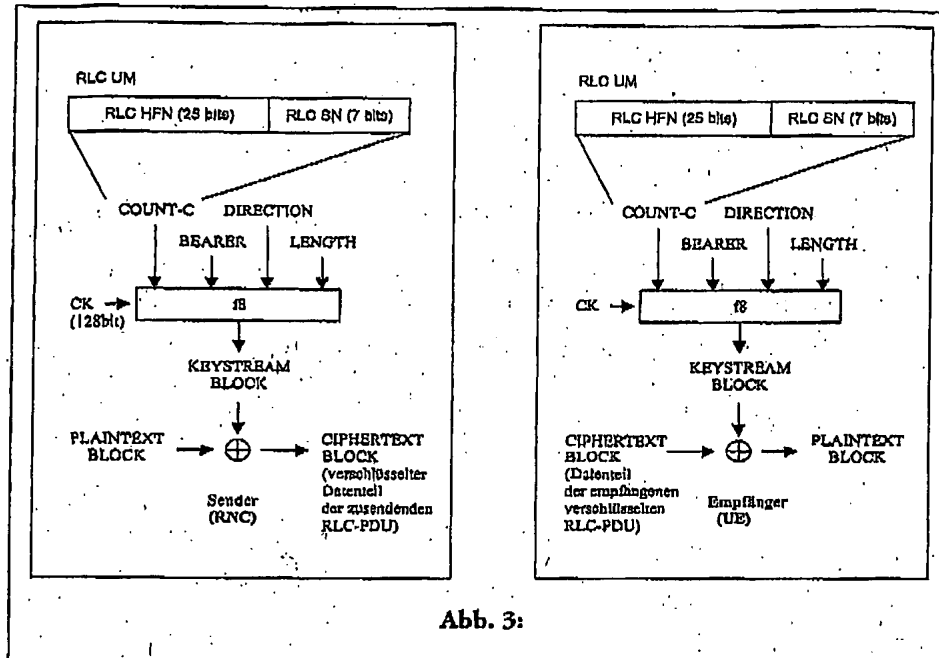 RLC UM
RLC HFN (25 bits) RLC SN (7 bits)
COUNT-C DIRECTION
BEARER LENGTH
CK
(128bit)
f8
KEYSTREAM
BLOCK
PLAINTEXT
BLOCK
CIPHERTEXT
BLOCK
(verschlüsselter
Datenteil
der zusendenden
RLC-PDU)
Sender
(RNC)
RLC UM
RLC HFN (25 bits) RLC SN (7 bits)
COUNT-C DIRECTION
BEARER LENGTH
CK
f8
KEYSTREAM
BLOCK
CIPHERTEXT
BLOCK
(Datenteil
der empfangenen
verschlüsselten
RLC-PDU)
PLAINTEXT
BLOCK
Empfänger
(UE)
Abb. 3: